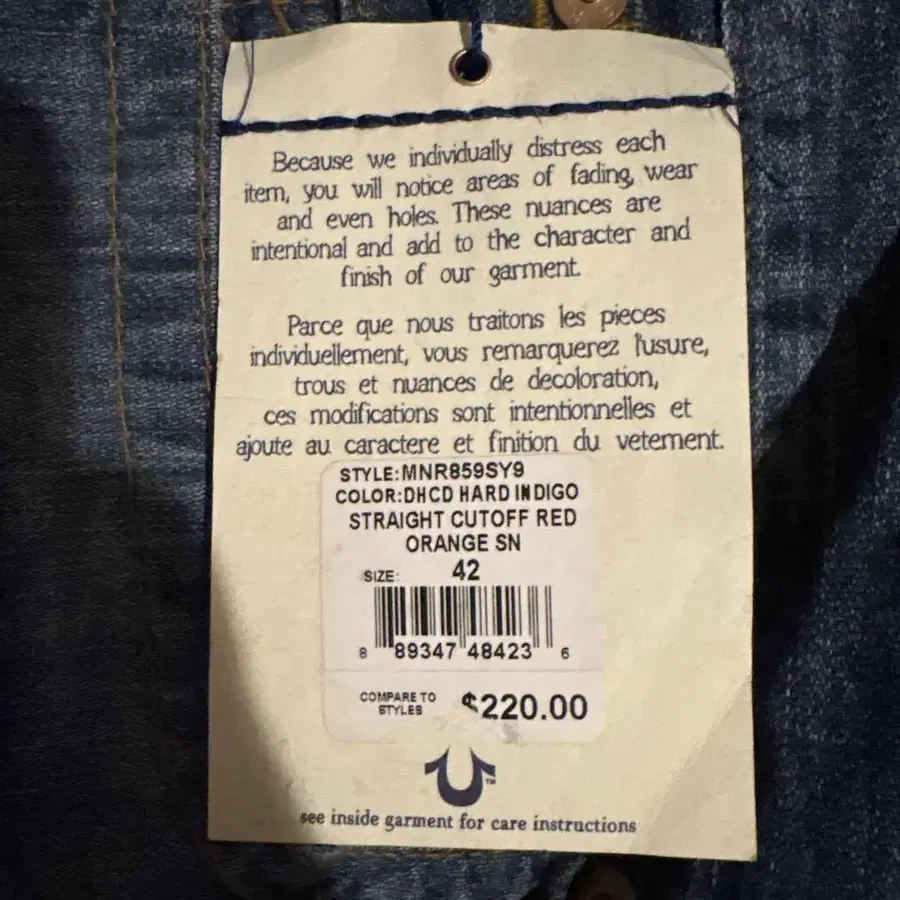 Because we individually distress each
item, you will notice areas of fading, wear
and even holes. These nuances are
intentional and add to the character and
finish of our garment.
Parce que nous traitons les pieces
individuellement, vous remarquerez l'usure,
trous et nuances de decoloration,
ces modifications sont intentionnelles et
ajoute au caractere et finition du vetement.
STYLE:MNR859SY9
COLOR:DHCD HARD INDIGO
STRAIGHT CUTOFF RED
ORANGE SN
SIZE: 42
8 89347 48423 6
COMPARE TO
STYLES $220.00
TM
see inside garment for care instructions